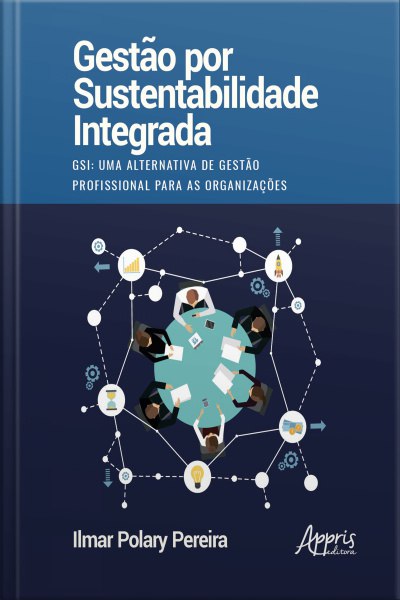 Gestão por
Sustentabilidade
Integrada
GSI: UMA ALTERNATIVA DE GESTÃO
PROFISSIONAL PARA AS ORGANIZAÇÕES
Ilmar Polary Pereira
Appris
editora